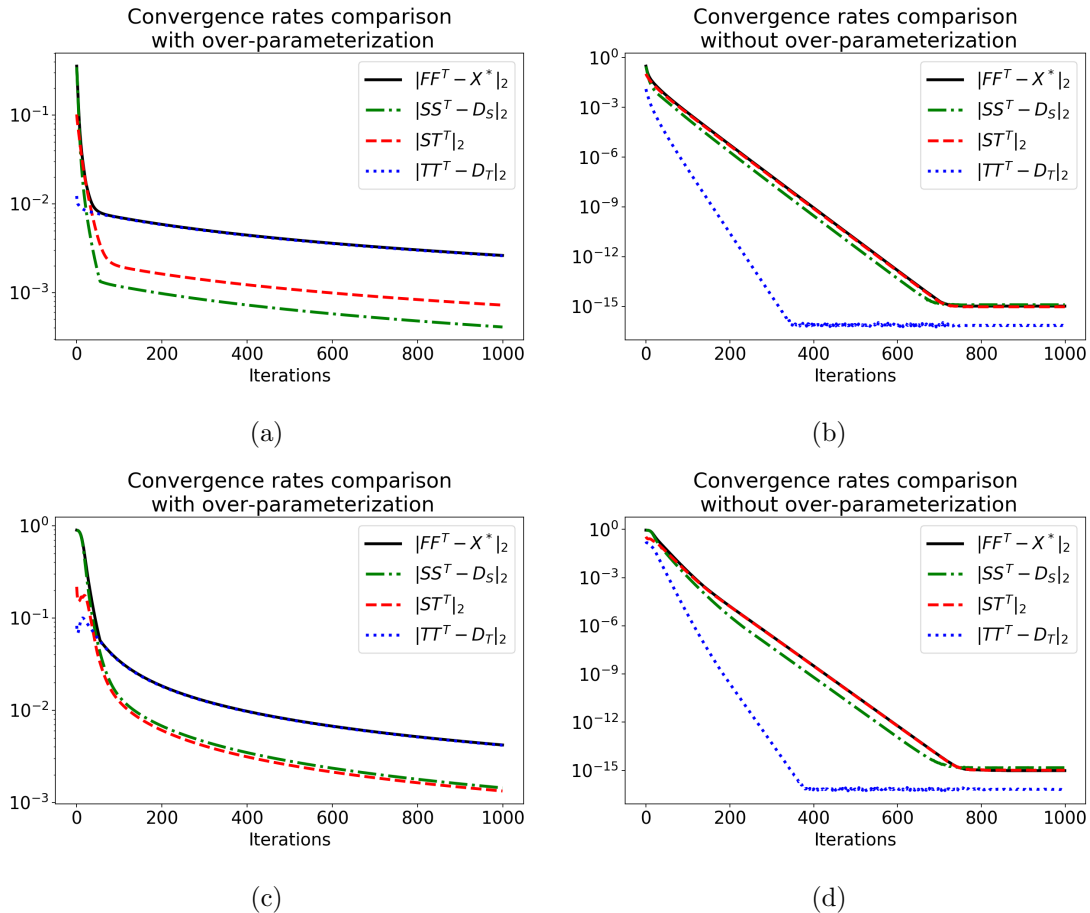 Convergence rates comparison
with over-parameterization
10^{-1}
10^{-2}
10^{-3}
|FF^T − X^*|_2
|SS^T − D_S|_2
|ST^T|_2
|TT^T − D_T|_2
0 200 400 600 800 1000
Iterations
(a)
Convergence rates comparison
without over-parameterization
10^0
10^{-3}
10^{-6}
10^{-9}
10^{-12}
10^{-15}
|FF^T − X^*|_2
|SS^T − D_S|_2
|ST^T|_2
|TT^T − D_T|_2
0 200 400 600 800 1000
Iterations
(b)
Convergence rates comparison
with over-parameterization
10^0
10^{-1}
10^{-2}
10^{-3}
|FF^T − X^*|_2
|SS^T − D_S|_2
|ST^T|_2
|TT^T − D_T|_2
0 200 400 600 800 1000
Iterations
(c)
Convergence rates comparison
without over-parameterization
10^0
10^{-3}
10^{-6}
10^{-9}
10^{-12}
10^{-15}
|FF^T − X^*|_2
|SS^T − D_S|_2
|ST^T|_2
|TT^T − D_T|_2
0 200 400 600 800 1000
Iterations
(d)